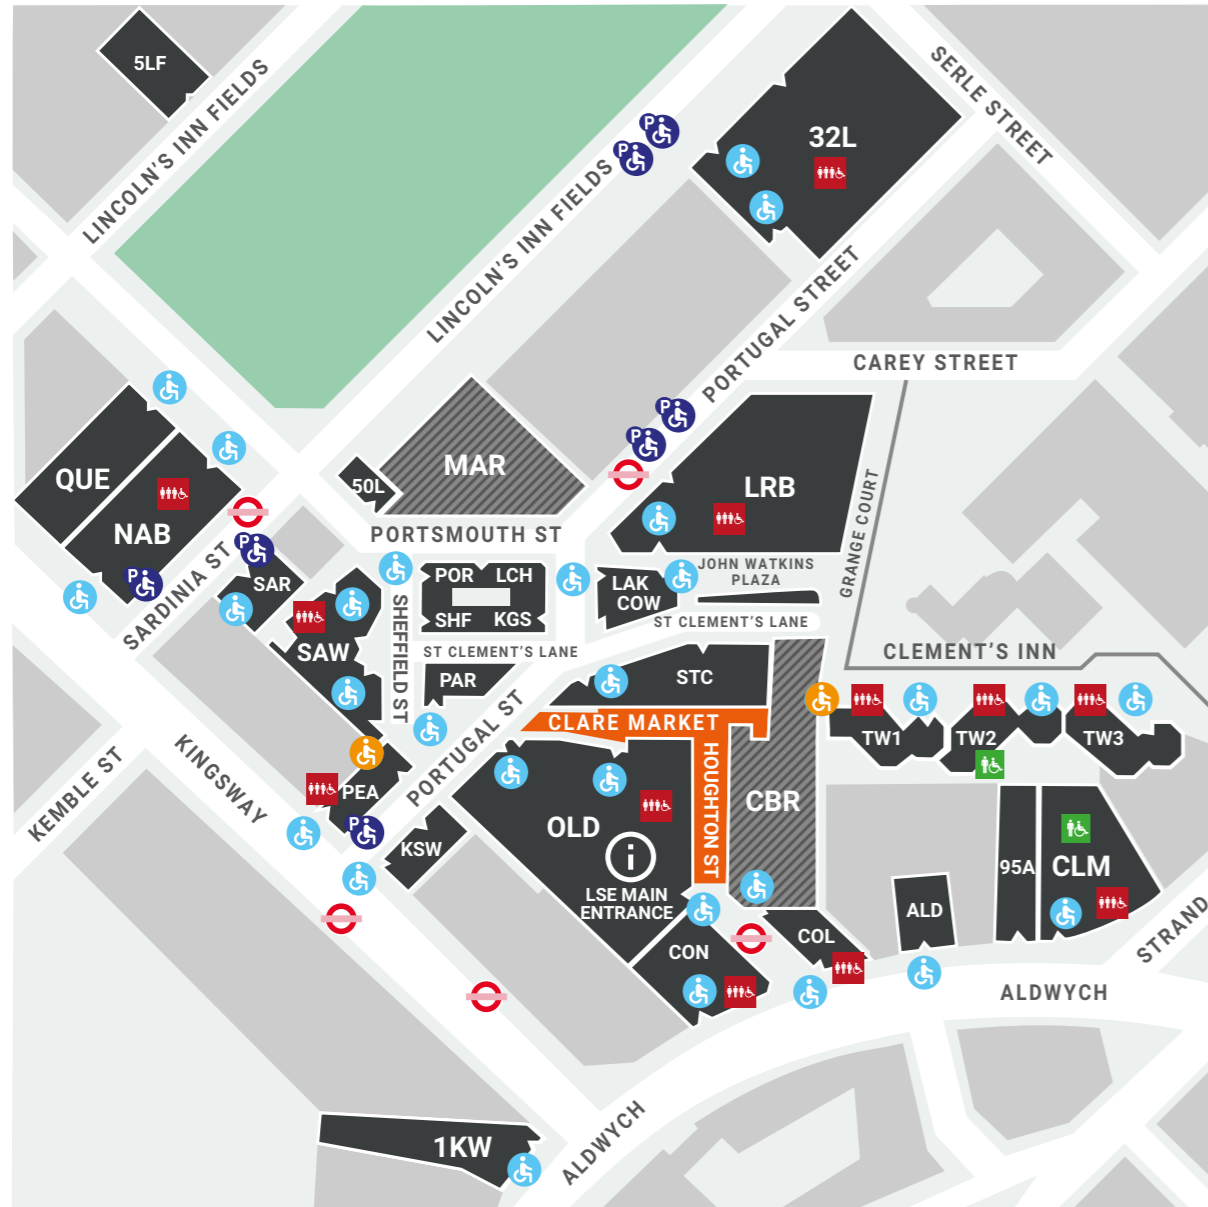 5LF
LINCOLN'S INN FIELDS
SERLE STREET
32L
P
P
LINCOLN'S INN FIELDS
PORTUGAL STREET
CAREY STREET
P
P
QUE
NAB
50L
MAR
LRB
GRANGE COURT
PORTSMOUTH ST
P
P
SARDINIA ST
SAR
SAW
SHEFFIELD ST
POR
LCH
SHF
KGS
LAK
COW
JOHN WATKINS
PLAZA
ST CLEMENT'S LANE
ST CLEMENT'S LANE
CLEMENT'S INN
PAR
STC
PORTUGAL ST
CLARE MARKET
HOUGHTON ST
TW1
TW2
TW3
KEMBLE ST
KINGSWAY
PEA
P
KSW
OLD
LSE MAIN
ENTRANCE
CBR
95A
CLM
ALD
COL
CON
STRAND
ALDWYCH
ALDWYCH
1KW